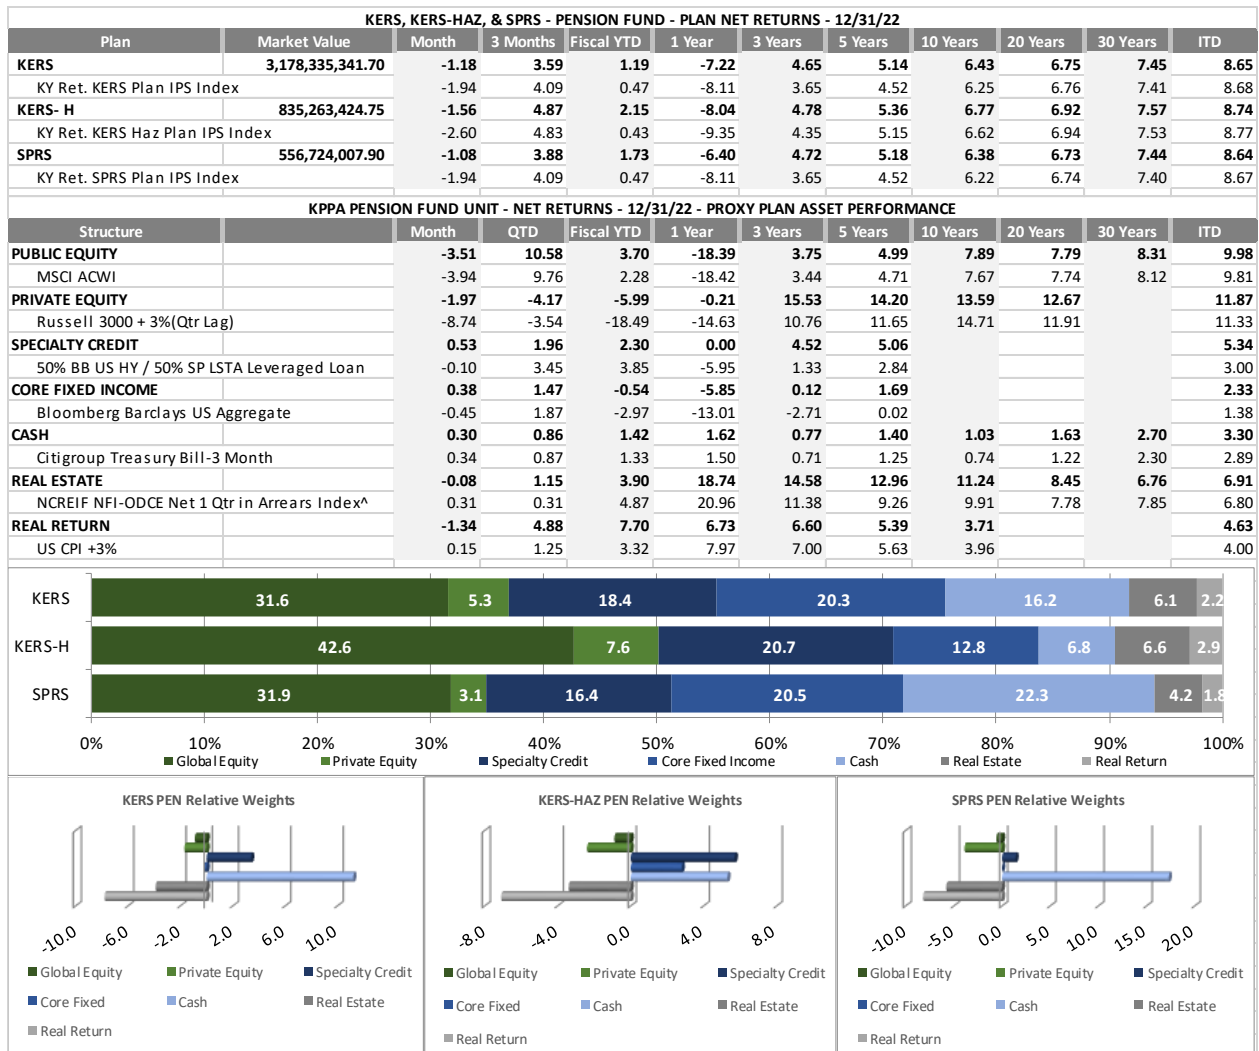 KERS, KERS-HAZ, & SPRS - PENSION FUND - PLAN NET RETURNS - 12/31/22
Plan Market Value Month 3 Months Fiscal YTD 1 Year 3 Years 5 Years 10 Years 20 Years 30 Years ITD
KERS 3,178,335,341.70 -1.18 3.59 1.19 -7.22 4.65 5.14 6.43 6.75 7.45 8.65
KY Ret. KERS Plan IPS Index -1.94 4.09 0.47 -8.11 3.65 4.52 6.25 6.76 7.41 8.68
KERS- H 835,263,424.75 -1.56 4.87 2.15 -8.04 4.78 5.36 6.77 6.92 7.57 8.74
KY Ret. KERS Haz Plan IPS Index -2.60 4.83 0.43 -9.35 4.35 5.15 6.62 6.94 7.53 8.77
SPRS 556,724,007.90 -1.08 3.88 1.73 -6.40 4.72 5.18 6.38 6.73 7.44 8.64
KY Ret. SPRS Plan IPS Index -1.94 4.09 0.47 -8.11 3.65 4.52 6.22 6.74 7.40 8.67
KPPA PENSION FUND UNIT - NET RETURNS - 12/31/22 - PROXY PLAN ASSET PERFORMANCE
Structure Month QTD Fiscal YTD 1 Year 3 Years 5 Years 10 Years 20 Years 30 Years ITD
PUBLIC EQUITY -3.51 10.58 3.70 -18.39 3.75 4.99 7.89 7.79 8.31 9.98
MSCI ACWI -3.94 9.76 2.28 -18.42 3.44 4.71 7.67 7.74 8.12 9.81
PRIVATE EQUITY -1.97 -4.17 -5.99 -0.21 15.53 14.20 13.59 12.67 11.87
Russell 3000 + 3%(Qtr Lag) -8.74 -3.54 -18.49 -14.63 10.76 11.65 14.71 11.91 11.33
SPECIALTY CREDIT 0.53 1.96 2.30 0.00 4.52 5.06 5.34
50% BB US HY / 50% SP LSTA Leveraged Loan -0.10 3.45 3.85 -5.95 1.33 2.84 3.00
CORE FIXED INCOME 0.38 1.47 -0.54 -5.85 0.12 1.69 2.33
Bloomberg Barclays US Aggregate -0.45 1.87 -2.97 -13.01 -2.71 0.02 1.38
CASH 0.30 0.86 1.42 1.62 0.77 1.40 1.03 1.63 2.70 3.30
Citigroup Treasury Bill-3 Month 0.34 0.87 1.33 1.50 0.71 1.25 0.74 1.22 2.30 2.89
REAL ESTATE -0.08 1.15 3.90 18.74 14.58 12.96 11.24 8.45 6.76 6.91
NCREIF NFI-ODCE Net 1 Qtr in Arrears Index^ 0.31 0.31 4.87 20.96 11.38 9.26 9.91 7.78 7.85 6.80
REAL RETURN -1.34 4.88 7.70 6.73 6.60 5.39 3.71 4.63
US CPI +3% 0.15 1.25 3.32 7.97 7.00 5.63 3.96 4.00
KERS 31.6 5.3 18.4 20.3 16.2 6.1 2.2
KERS-H 42.6 7.6 20.7 12.8 6.8 6.6 2.9
SPRS 31.9 3.1 16.4 20.5 22.3 4.2 1.8
0% 10% 20% 30% 40% 50% 60% 70% 80% 90% 100%
Global Equity Private Equity Specialty Credit Core Fixed Income Cash Real Estate Real Return
KERS PEN Relative Weights
-10.0 -6.0 -2.0 2.0 6.0 10.0
Global Equity Private Equity Specialty Credit
Core Fixed Cash Real Estate
Real Return
KERS-HAZ PEN Relative Weights
-8.0 -4.0 0.0 4.0 8.0
Global Equity Private Equity Specialty Credit
Core Fixed Cash Real Estate
Real Return
SPRS PEN Relative Weights
-10.0 -5.0 0.0 5.0 10.0 15.0 20.0
Global Equity Private Equity Specialty Credit
Core Fixed Cash Real Estate
Real Return